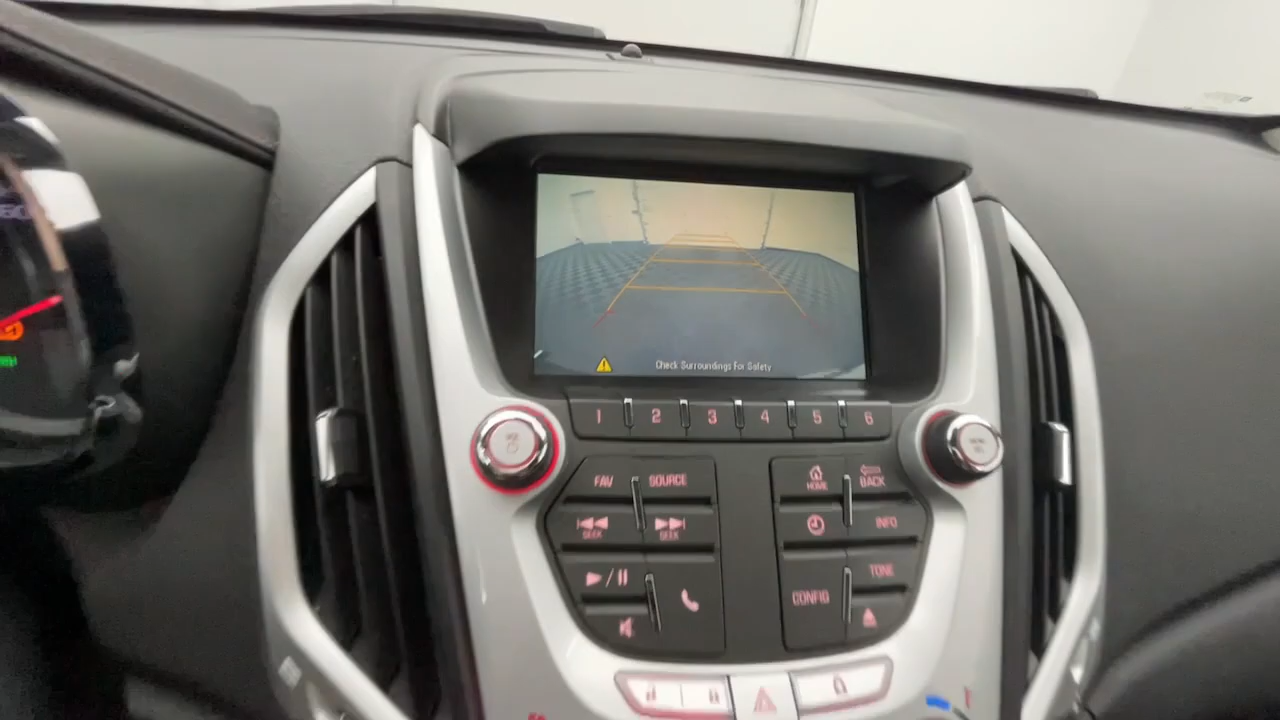 Check Surroundings For Safety
1 2 3 4 5 6
FAV SOURCE
HOME BACK
SEEK SEEK
INFO
TONE
CONFIG